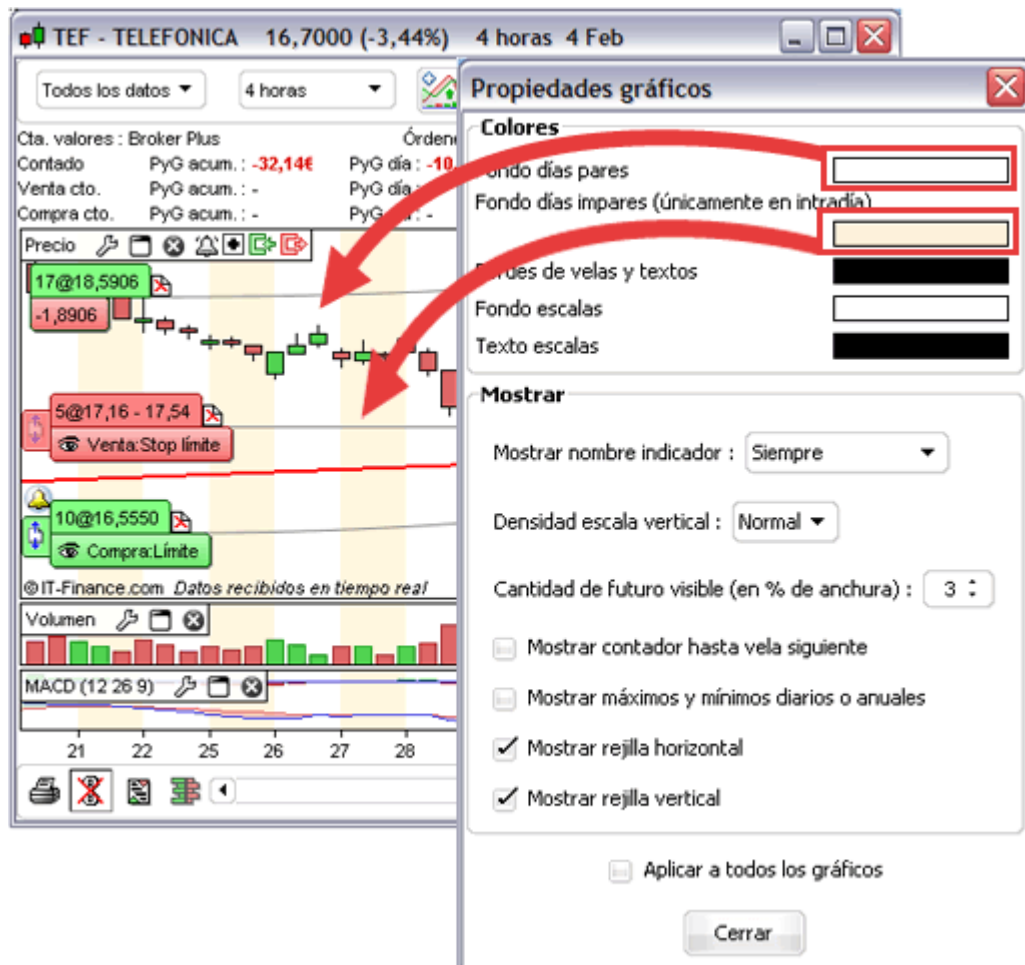 TEF - TELEFONICA 16,7000 (-3,44%) 4 horas 4 Feb
Todos los datos 4 horas
Cta. valores : Broker Plus
Contado PyG acum. : -32,14€ PyG día : -10
Venta cto. PyG acum. : - PyG día
Compra cto. PyG acum. : -
Precio
17@18,5906
-1,8906
5@17,16 - 17,54
Venta:Stop límite
10@16,5550
Compra:Límite
©IT-Finance.com Datos recibidos en tiempo real
Volumen
MACD (12 26 9)
21 22 25 26 27 28
Propiedades gráficos
Colores
días pares
Fondo días impares (únicamente en intradía)
de velas y textos
Fondo escalas
Texto escalas
Mostrar
Mostrar nombre indicador : Siempre
Densidad escala vertical : Normal
Cantidad de futuro visible (en % de anchura) : 3
Mostrar contador hasta vela siguiente
Mostrar máximos y mínimos diarios o anuales
Mostrar rejilla horizontal
Mostrar rejilla vertical
Aplicar a todos los gráficos
Cerrar